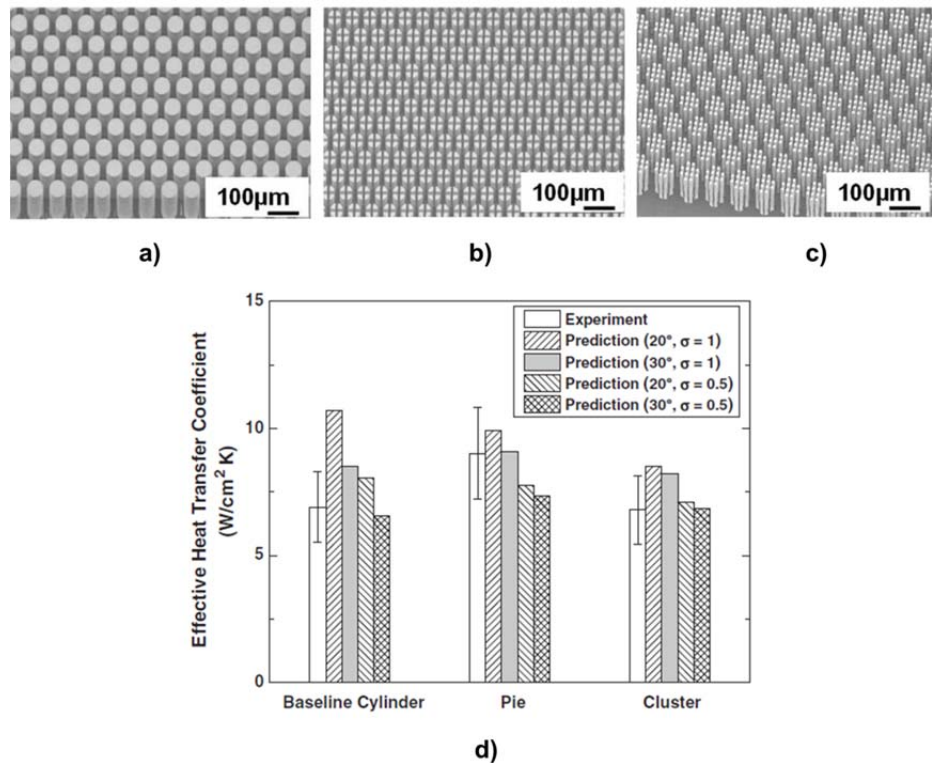 100µm
100µm
100µm
a)
b)
c)
15
10
5
0
Effective Heat Transfer Coefficient
(W/cm² K)
Experiment
Prediction (20°, σ = 1)
Prediction (30°, σ = 1)
Prediction (20°, σ = 0.5)
Prediction (30°, σ = 0.5)
Baseline Cylinder
Pie
Cluster
d)